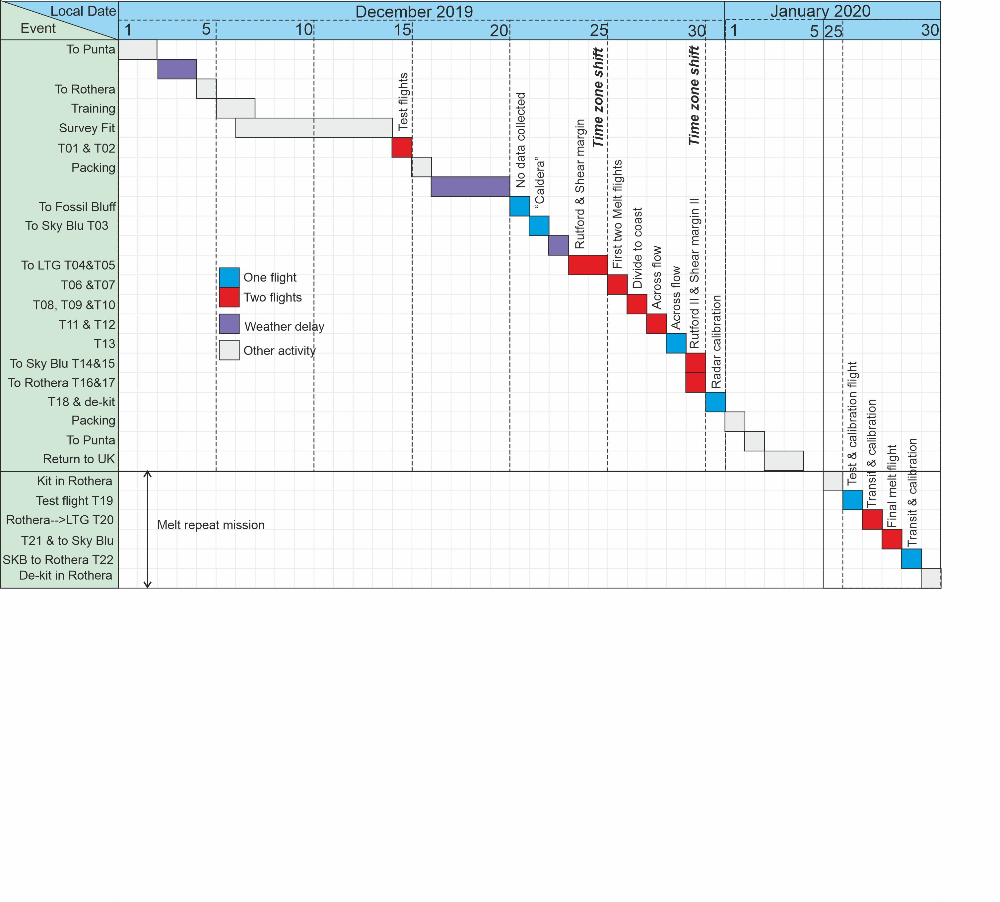 Local Date
Event
December 2019
January 2020
1 5 10 15 20 25 30 1 5 25 30
To Punta
To Rothera
Training
Survey Fit
T01 & T02
Packing
To Fossil Bluff
To Sky Blu T03
To LTG T04&T05
T06 &T07
T08, T09 &T10
T11 & T12
T13
To Sky Blu T14&15
To Rothera T16&17
T18 & de-kit
Packing
To Punta
Return to UK
Kit in Rothera
Test flight T19
Rothera-->LTG T20
T21 & to Sky Blu
SKB to Rothera T22
De-kit in Rothera
One flight
Two flights
Weather delay
Other activity
Melt repeat mission
Test flights
No data collected
“Caldera”
Rutford & Shear margin
Time zone shift
First two Melt flights
Divide to coast
Across flow
Across flow
Time zone shift
Rutford II & Shear margin II
Radar calibration
Test & calibration flight
Transit & calibration
Final melt flight
Transit & calibration